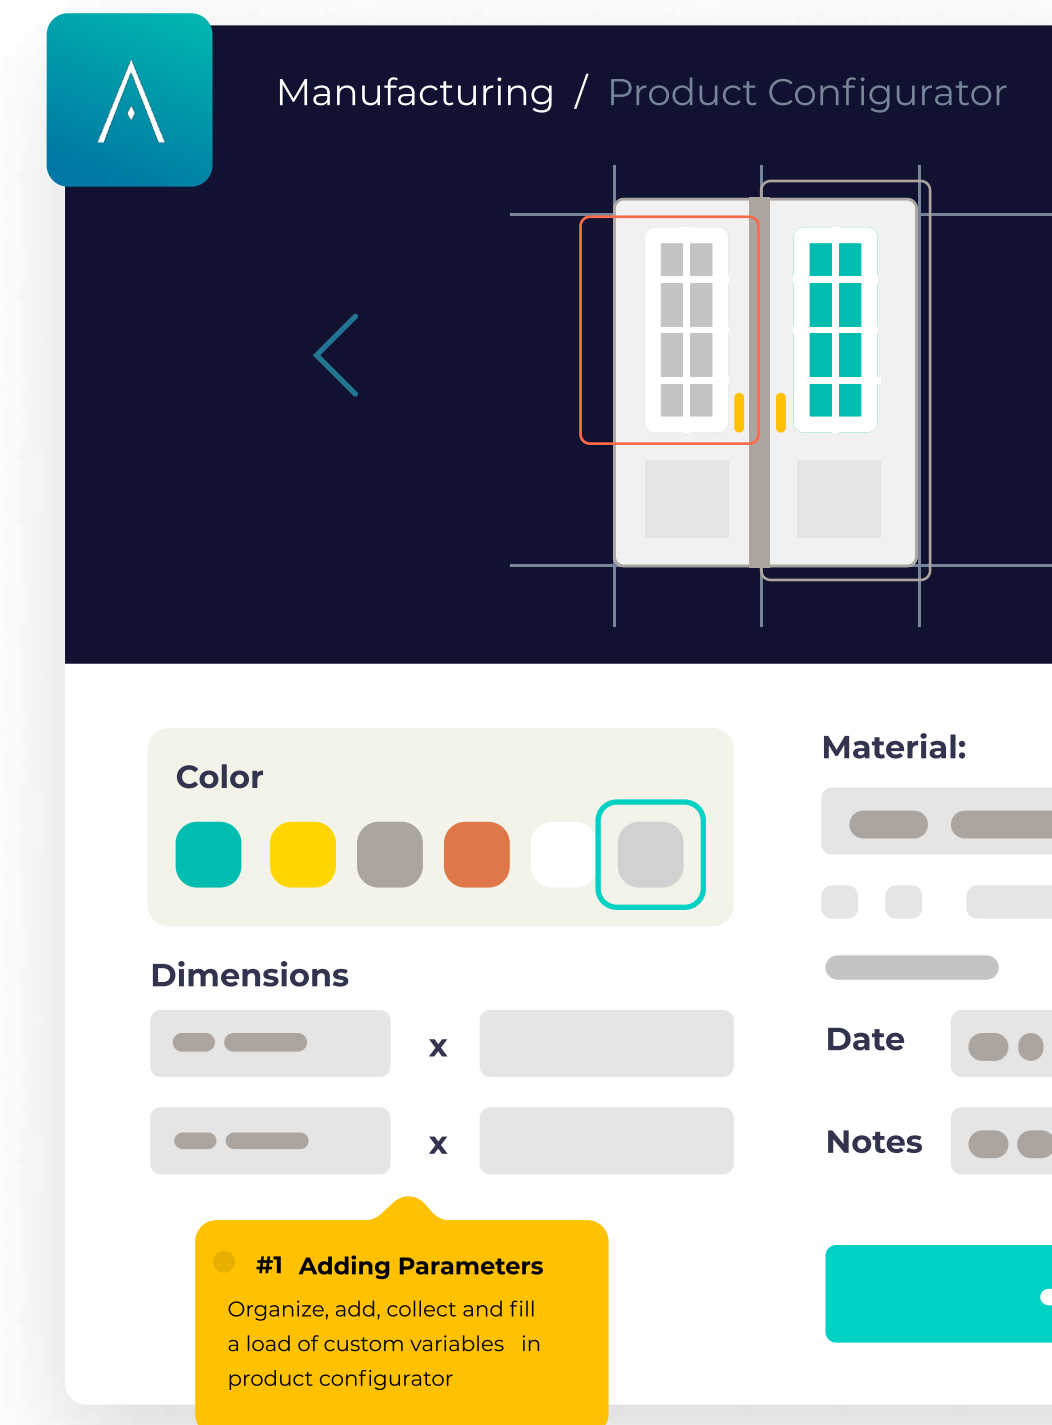 Manufacturing / Product Configurator
Color
Material:
Dimensions
x
Date
x
Notes
#1 Adding Parameters
Organize, add, collect and fill
a load of custom variables in
product configurator